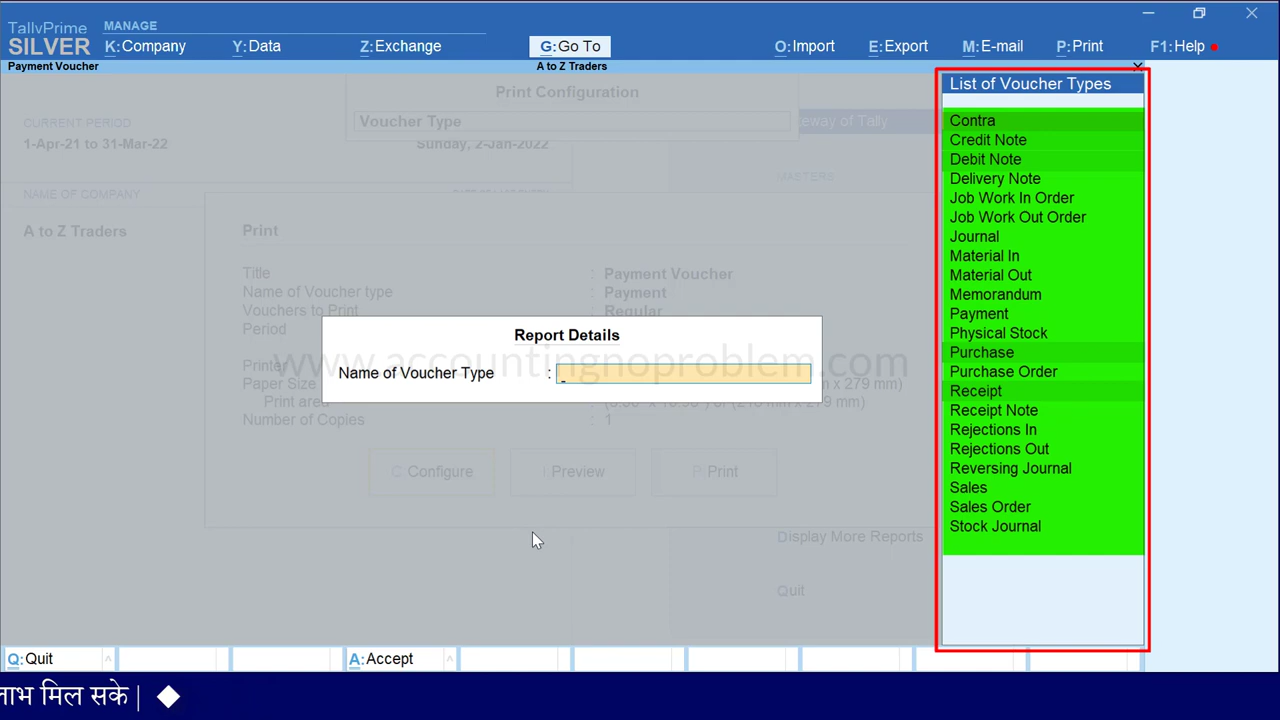 TallyPrime
MANAGE
SILVER
K:Company
Y:Data
Z:Exchange
G:Go To
O:Import
E:Export
M:E-mail
P:Print
F1:Help
Payment Voucher
A to Z Traders
List of Voucher Types
Contra
Credit Note
Debit Note
Delivery Note
Job Work In Order
Job Work Out Order
Journal
Material In
Material Out
Memorandum
Payment
Physical Stock
Purchase
Purchase Order
Receipt
Receipt Note
Rejections In
Rejections Out
Reversing Journal
Sales
Sales Order
Stock Journal
Print Configuration
Voucher Type
eway of Tally
CURRENT PERIOD
1-Apr-21 to 31-Mar-22
Sunday, 2-Jan-2022
MASTERS
NAME OF COMPANY
A to Z Traders
Print
Title : Payment Voucher
Name of Voucher type : Payment
Vouchers to Print : Regular
Period
Report Details
Name of Voucher Type :
www.accountingnoproblem.com
Printer
Paper Size
Print area
Number of Copies : 1
C: Configure
I: Preview
P: Print
Display More Reports
Quit
Q:Quit
A:Accept
लाभ मिल सके |